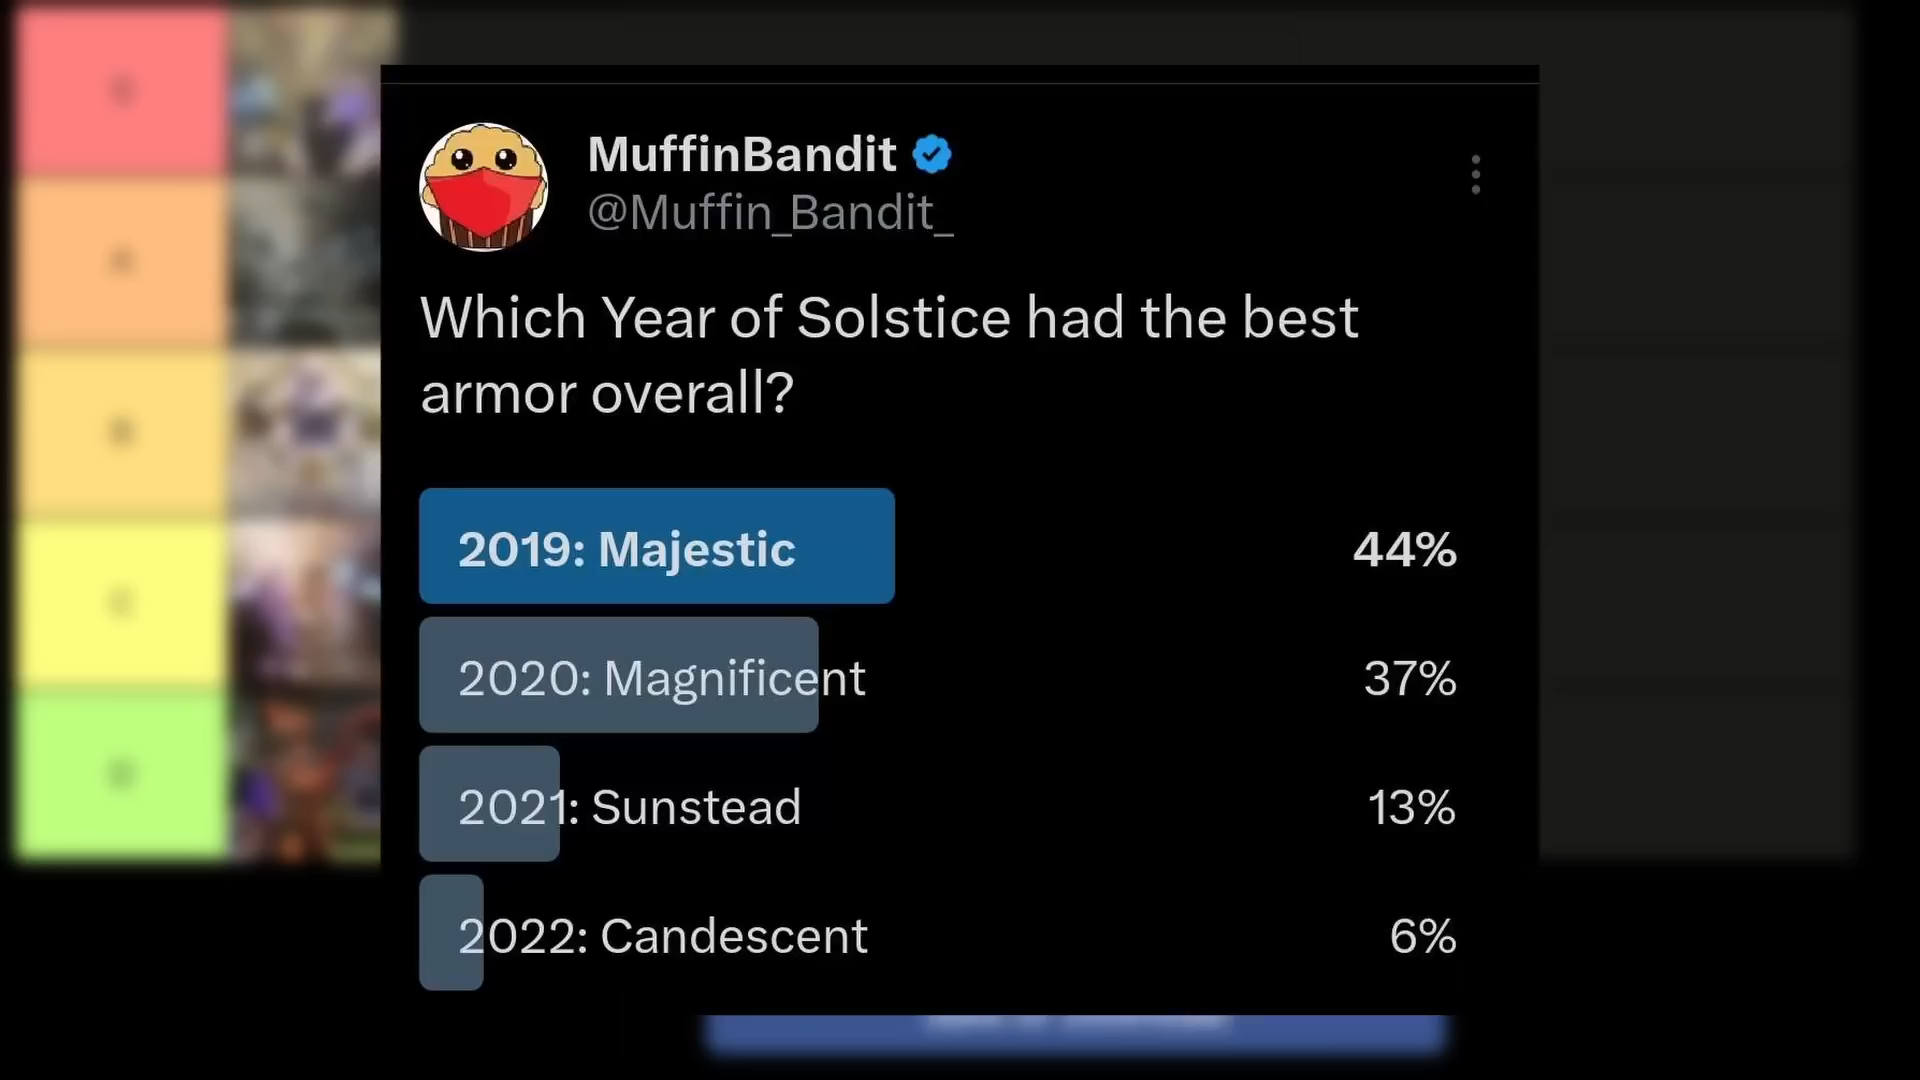 MuffinBandit
@Muffin_Bandit_
Which Year of Solstice had the best
armor overall?
2019: Majestic 44%
2020: Magnificent 37%
2021: Sunstead 13%
2022: Candescent 6%